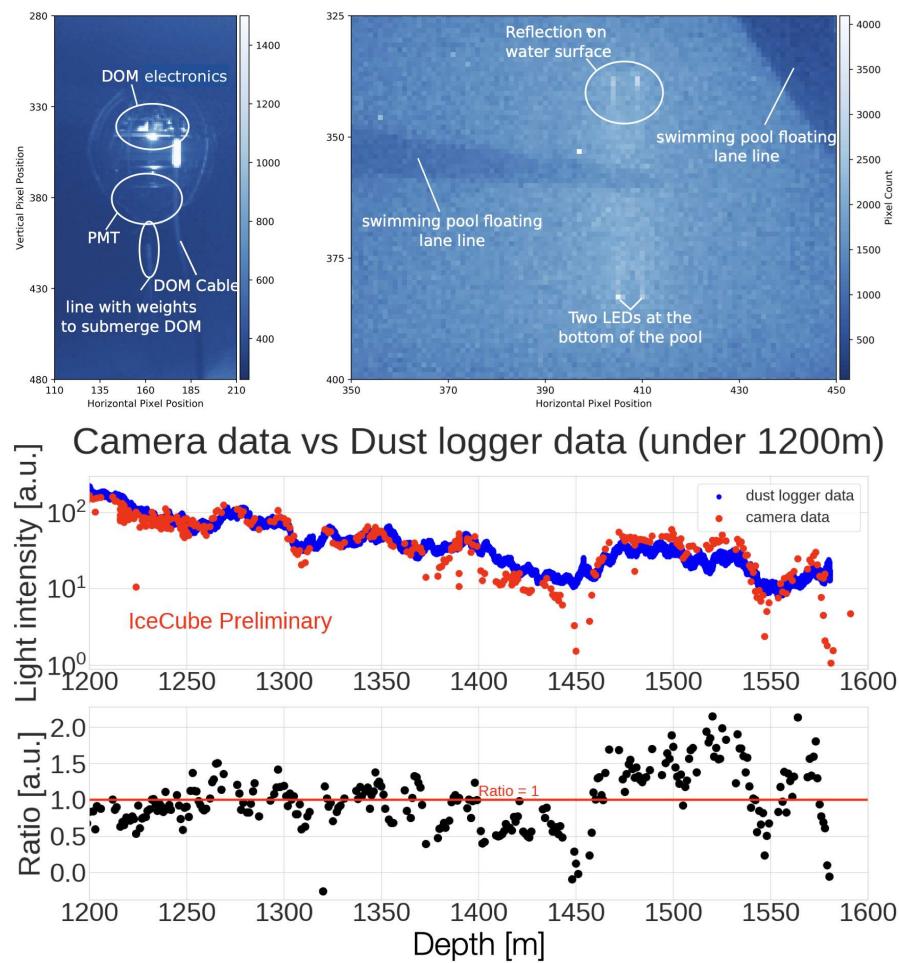 280
330
380
430
480
Vertical Pixel Position
DOM electronics
PMT
DOM Cable
line with weights
to submerge DOM
110 135 160 185 210
Horizontal Pixel Position
1400
1200
1000
800
600
400
325
350
375
400
Reflection on
water surface
swimming pool floating
lane line
swimming pool floating
lane line
Two LEDs at the
bottom of the pool
350 370 390 410 430 450
Horizontal Pixel Position
4000
3500
3000
2500
2000
1500
1000
500
Pixel Count
Camera data vs Dust logger data (under 1200m)
Light intensity [a.u.]
10²
10¹
10⁰
dust logger data
camera data
IceCube Preliminary
1200 1250 1300 1350 1400 1450 1500 1550 1600
Ratio [a.u.]
2.0
1.5
1.0
0.5
0.0
Ratio = 1
1200 1250 1300 1350 1400 1450 1500 1550 1600
Depth [m]